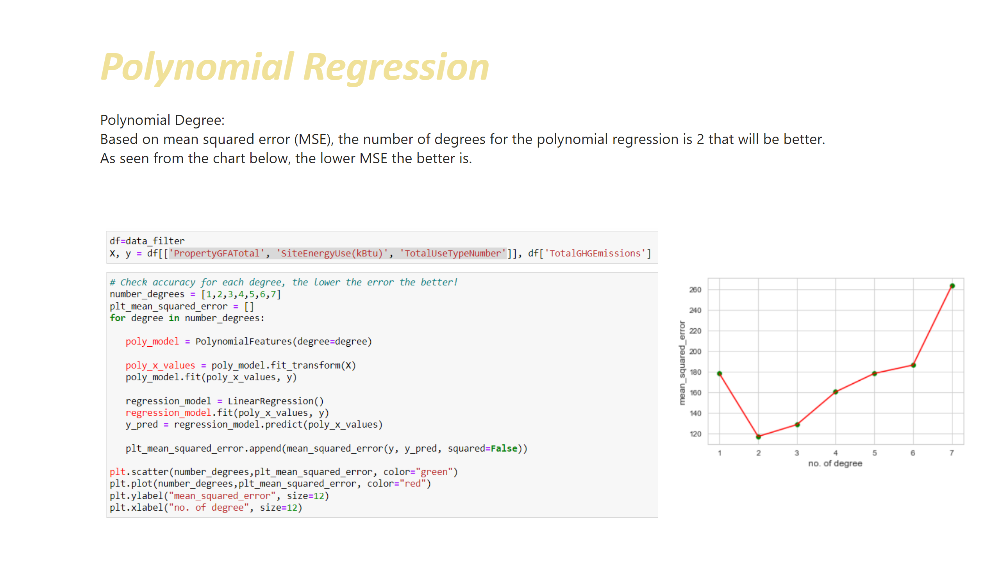 Polynomial Regression
Polynomial Degree:
Based on mean squared error (MSE), the number of degrees for the polynomial regression is 2 that will be better.
As seen from the chart below, the lower MSE the better is.
df=data_filter
X, y = df[['PropertyGFATotal', 'SiteEnergyUse(kBtu)', 'TotalUseTypeNumber']], df['TotalGHGEmissions']
# Check accuracy for each degree, the lower the error the better!
number_degrees = [1,2,3,4,5,6,7]
plt_mean_squared_error = []
for degree in number_degrees:
poly_model = PolynomialFeatures(degree=degree)
poly_x_values = poly_model.fit_transform(X)
poly_model.fit(poly_x_values, y)
regression_model = LinearRegression()
regression_model.fit(poly_x_values, y)
y_pred = regression_model.predict(poly_x_values)
plt_mean_squared_error.append(mean_squared_error(y, y_pred, squared=False))
plt.scatter(number_degrees,plt_mean_squared_error, color="green")
plt.plot(number_degrees,plt_mean_squared_error, color="red")
plt.ylabel("mean_squared_error", size=12)
plt.xlabel("no. of degree", size=12)
mean_squared_error
260
240
220
200
180
160
140
120
1 2 3 4 5 6 7
no. of degree